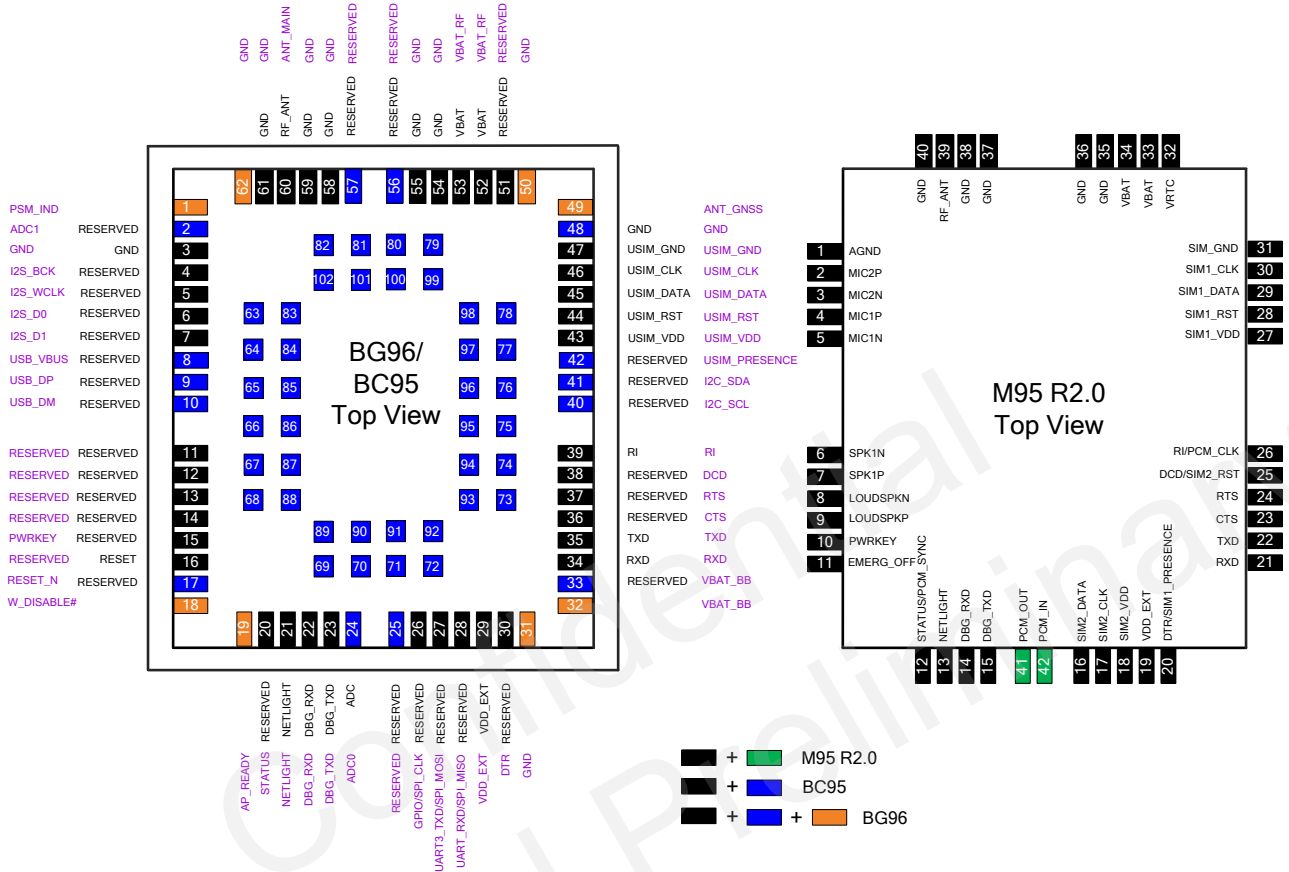 GND GND ANT_MAIN GND GND RESERVED RESERVED GND GND VBAT_RF VBAT_RF RESERVED GND
GND RF_ANT GND GND RESERVED RESERVED GND GND VBAT VBAT RESERVED
62 61 60 59 58 57 56 55 54 53 52 51 50
PSM_IND 1 49 ANT_GNSS
ADC1 RESERVED 2 48 GND GND
GND GND 3 82 81 80 79 47 USIM_GND USIM_GND
I2S_BCK RESERVED 4 102 101 100 99 46 USIM_CLK USIM_CLK
I2S_WCLK RESERVED 5 45 USIM_DATA USIM_DATA
I2S_D0 RESERVED 6 63 83 98 78 44 USIM_RST USIM_RST
I2S_D1 RESERVED 7 43 USIM_VDD USIM_VDD
USB_VBUS RESERVED 8 64 84 97 77 42 RESERVED USIM_PRESENCE
USB_DP RESERVED 9 65 85 96 76 41 RESERVED I2C_SDA
USB_DM RESERVED 10 40 RESERVED I2C_SCL
BG96/
BC95
Top View
66 86 95 75
RESERVED RESERVED 11 39 RI RI
RESERVED RESERVED 12 67 87 94 74 38 RESERVED DCD
RESERVED RESERVED 13 68 88 93 73 37 RESERVED RTS
RESERVED RESERVED 14 36 RESERVED CTS
PWRKEY RESERVED 15 89 90 91 92 35 TXD TXD
RESERVED RESET 16 69 70 71 72 34 RXD RXD
RESET_N RESERVED 17 33 RESERVED VBAT_BB
W_DISABLE# 18 32 VBAT_BB
19 20 21 22 23 24 25 26 27 28 29 30 31
RESERVED NETLIGHT DBG_RXD DBG_TXD ADC RESERVED RESERVED RESERVED RESERVED VDD_EXT RESERVED
AP_READY STATUS NETLIGHT DBG_RXD DBG_TXD ADC0 RESERVED GPIO/SPI_CLK UART3_TXD/SPI_MOSI UART_RXD/SPI_MISO VDD_EXT DTR GND
40 39 38 37 36 35 34 33 32
GND RF_ANT GND GND GND GND VBAT VBAT VRTC
1 AGND SIM_GND 31
2 MIC2P SIM1_CLK 30
3 MIC2N SIM1_DATA 29
4 MIC1P SIM1_RST 28
5 MIC1N SIM1_VDD 27
M95 R2.0
Top View
6 SPK1N RI/PCM_CLK 26
7 SPK1P DCD/SIM2_RST 25
8 LOUDSPKN RTS 24
9 LOUDSPKP CTS 23
10 PWRKEY TXD 22
11 EMERG_OFF RXD 21
STATUS/PCM_SYNC NETLIGHT DBG_RXD DBG_TXD PCM_OUT PCM_IN SIM2_DATA SIM2_CLK SIM2_VDD VDD_EXT DTR/SIM1_PRESENCE
12 13 14 15 41 42 16 17 18 19 20
+ M95 R2.0
+ BC95
+ + BG96
Confidential
Preliminary